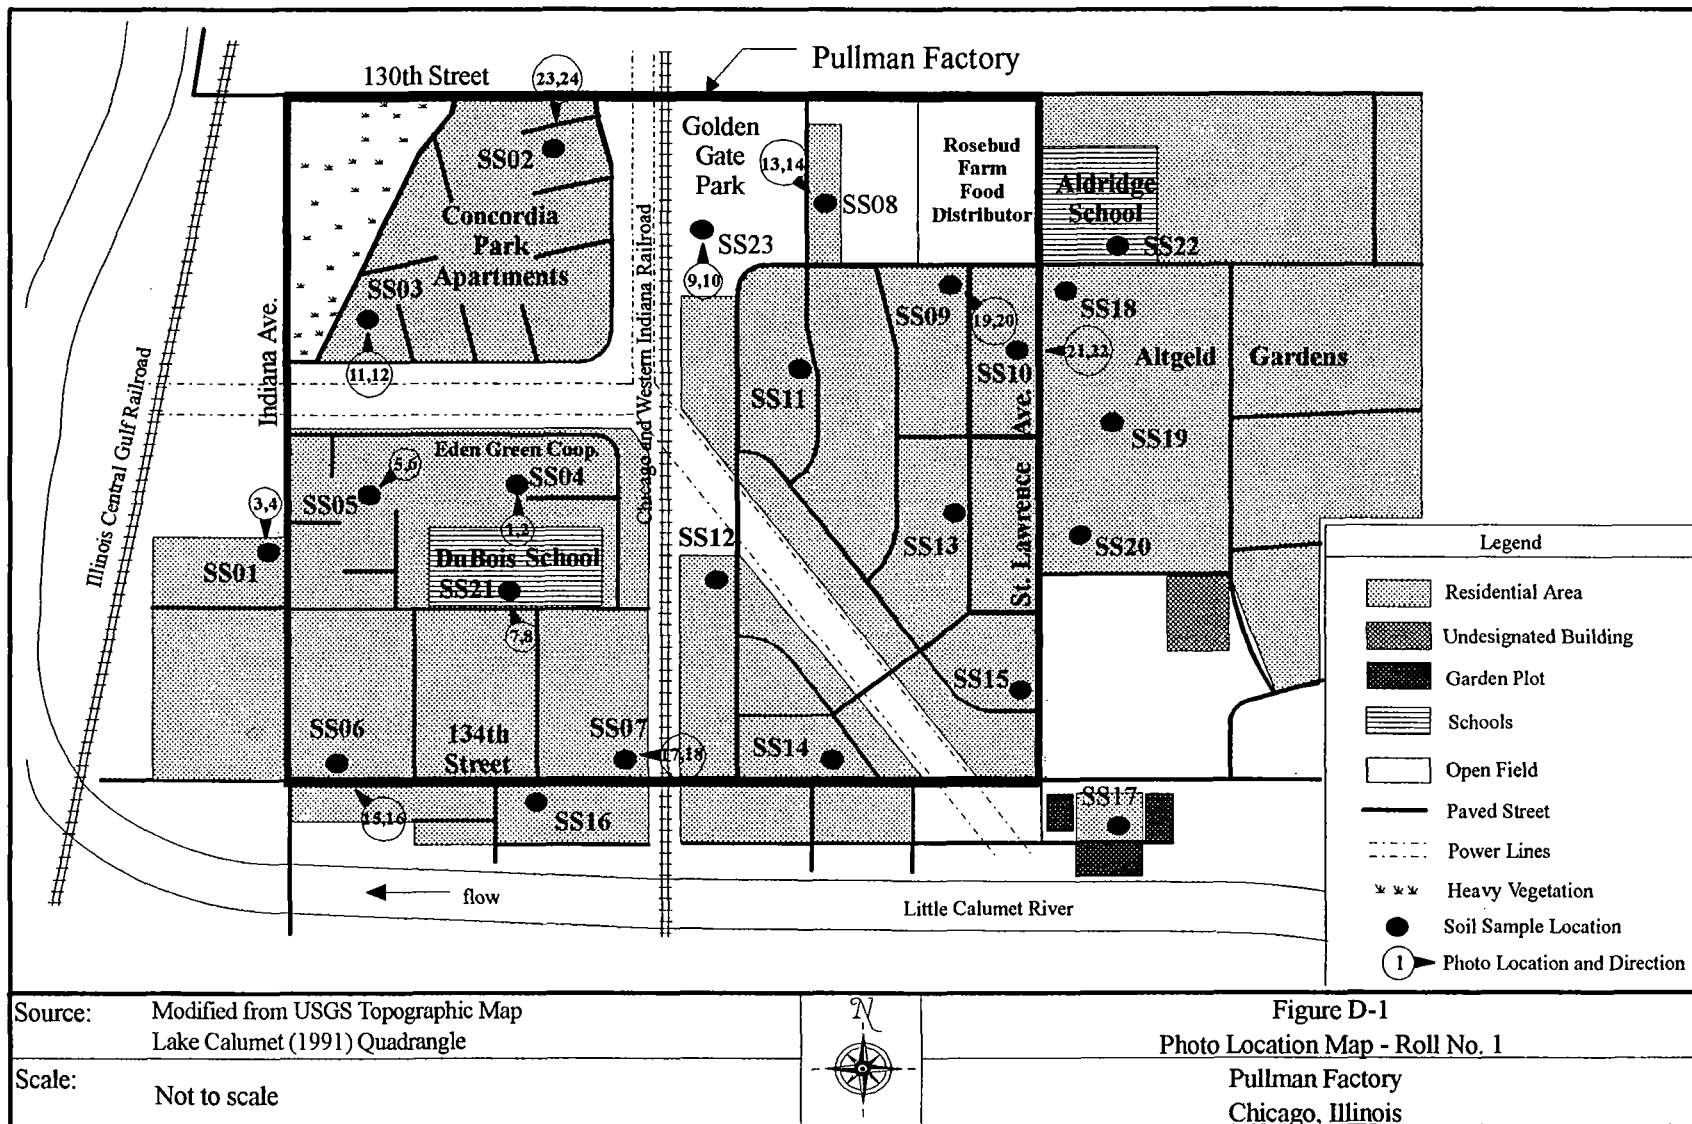 Pullman Factory
130th Street
23,24
Golden
Gate
Park
13,14
Rosebud
Farm
Food
Distributor
Aldridge
School
SS02
SS08
SS22
Concordia
Park
Apartments
SS23
9,10
SS03
SS18
SS09
19,20
11,12
21,22
Altgeld Gardens
SS10
SS11
Indiana Ave.
Chicago and Western Indiana Railroad
Illinois Central Gulf Railroad
St. Lawrence Ave.
SS19
Eden Green Coop.
5,6
SS04
SS05
3,4
1,2
SS12
SS13
SS20
DuBois School
SS01
SS21
7,8
SS15
SS06
134th
Street
SS07
17,18
SS14
SS17
15,16
SS16
flow
Little Calumet River
Legend
Residential Area
Undesignated Building
Garden Plot
Schools
Open Field
Paved Street
Power Lines
Heavy Vegetation
Soil Sample Location
1
Photo Location and Direction
Source: Modified from USGS Topographic Map
Lake Calumet (1991) Quadrangle
Scale: Not to scale
N
Figure D-1
Photo Location Map - Roll No. 1
Pullman Factory
Chicago, Illinois